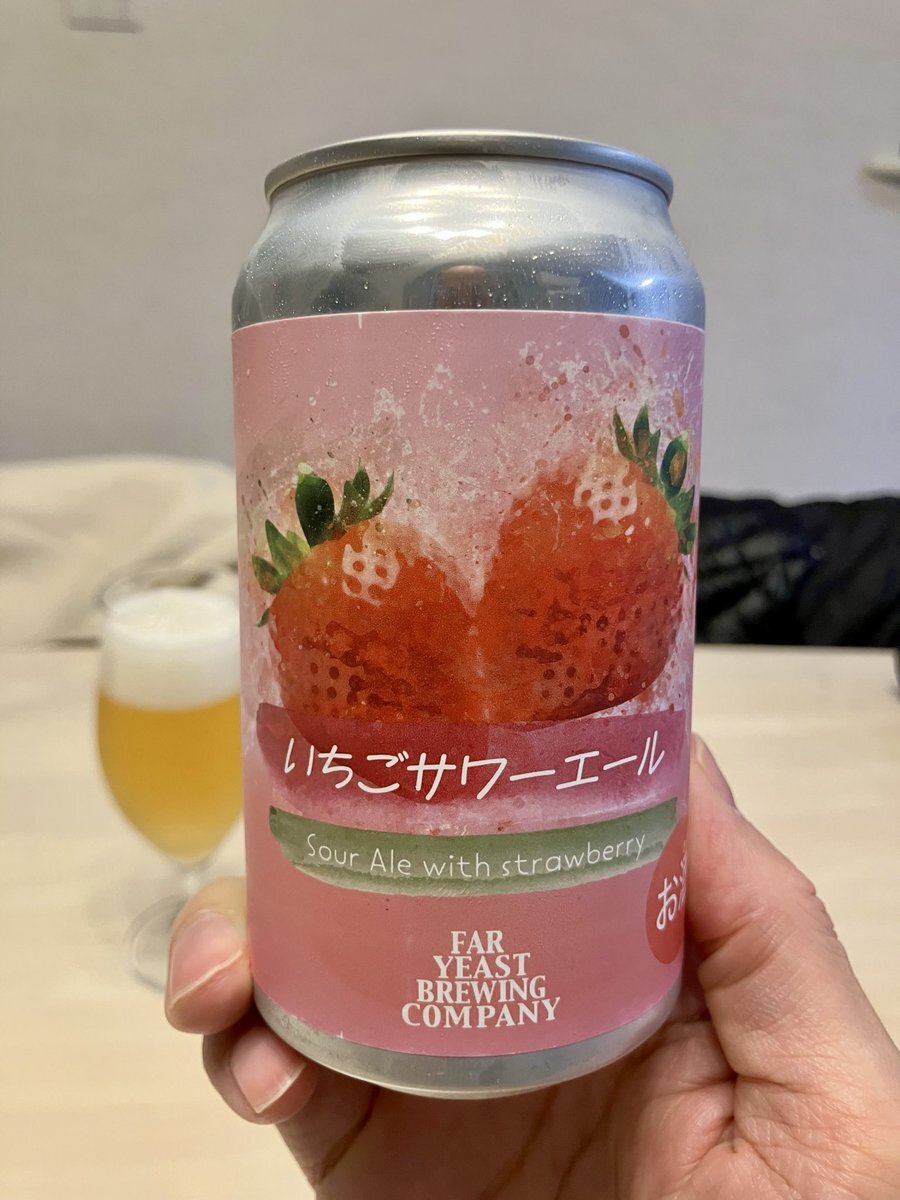 いちごサワーエール
Sour Ale with strawberry
FAR
YEAST
BREWING
COMPANY